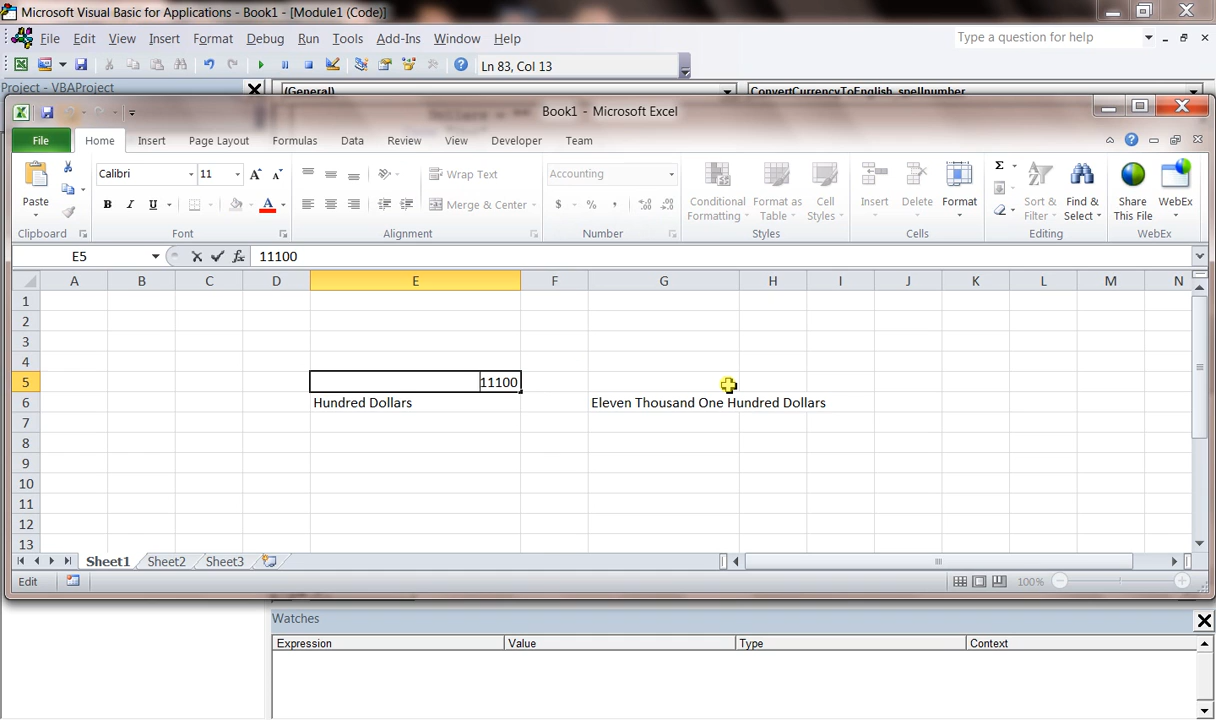 Microsoft Visual Basic for Applications - Book1 - [Module1 (Code)]
File Edit View Insert Format Debug Run Tools Add-Ins Window Help Type a question for help
Ln 83, Col 13
Project - VBAProject
(General) ConvertCurrencyToEnglish_spellnumber
Book1 - Microsoft Excel
File Home Insert Page Layout Formulas Data Review View Developer Team
Paste Calibri 11 Wrap Text Accounting Conditional Formatting Format as Table Cell Styles Insert Delete Format Sort & Filter Find & Select Share This File WebEx
B I U A Merge & Center $ % ,
Clipboard Font Alignment Number Styles Cells Editing WebEx
E5 fx 11100
A B C D E F G H I J K L M N
1
2
3
4
5 11100
6 Hundred Dollars Eleven Thousand One Hundred Dollars
7
8
9
10
11
12
13
Sheet1 Sheet2 Sheet3
Edit 100%
Watches
Expression Value Type Context